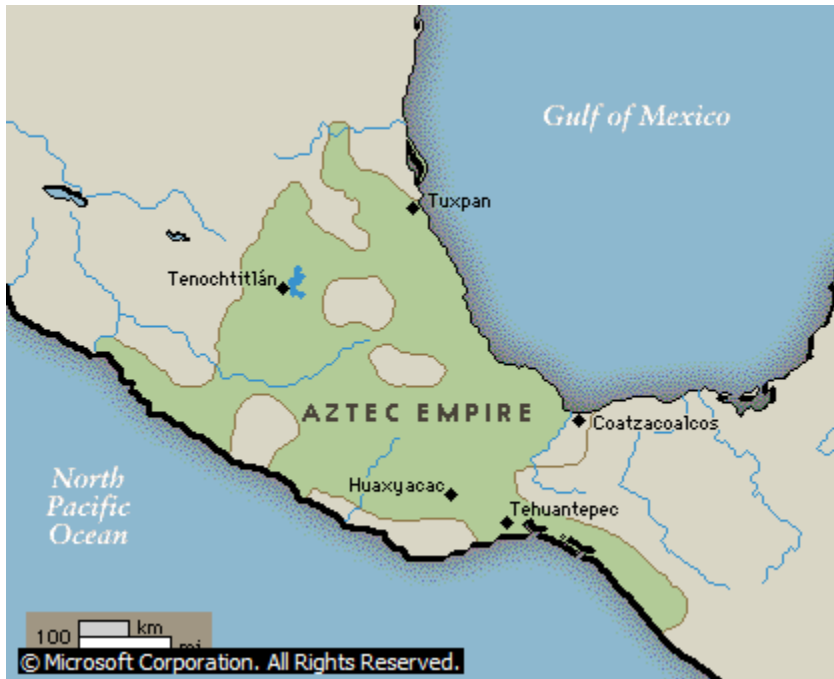 Gulf of Mexico
Tuxpan
Tenochtitlán
AZTEC EMPIRE
Coatzacoalcos
Huaxyacac
Tehuantepec
North
Pacific
Ocean
km
100
mi
© Microsoft Corporation. All Rights Reserved.